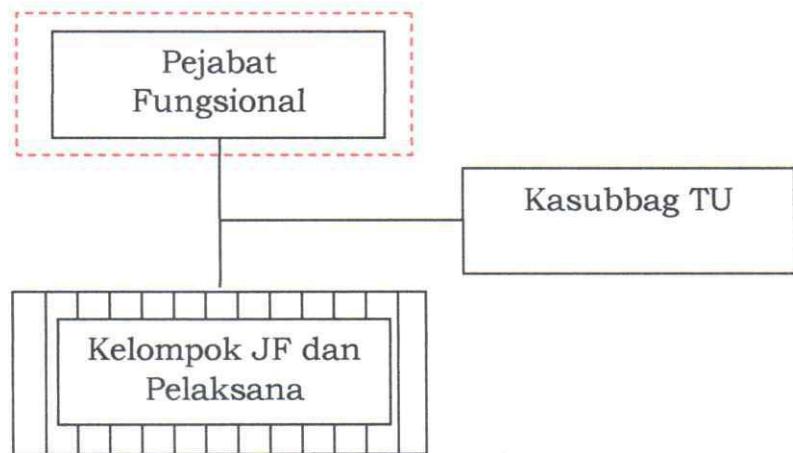 Pejabat
Fungsional
Kasubbag TU
Kelompok JF dan
Pelaksana